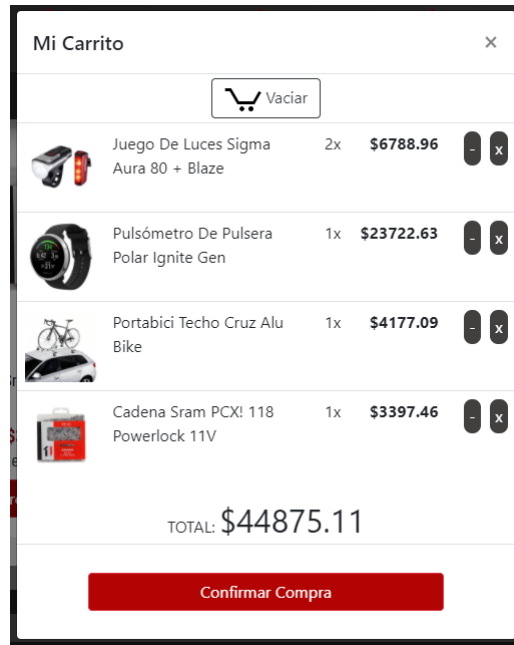 Mi Carrito ×
Vaciar
Juego De Luces Sigma 2x $6788.96 - x
Aura 80 + Blaze
Pulsómetro De Pulsera 1x $23722.63 - x
Polar Ignite Gen
Portabici Techo Cruz Alu 1x $4177.09 - x
Bike
Cadena Sram PCX! 118 1x $3397.46 - x
Powerlock 11V
TOTAL: $44875.11
Confirmar Compra